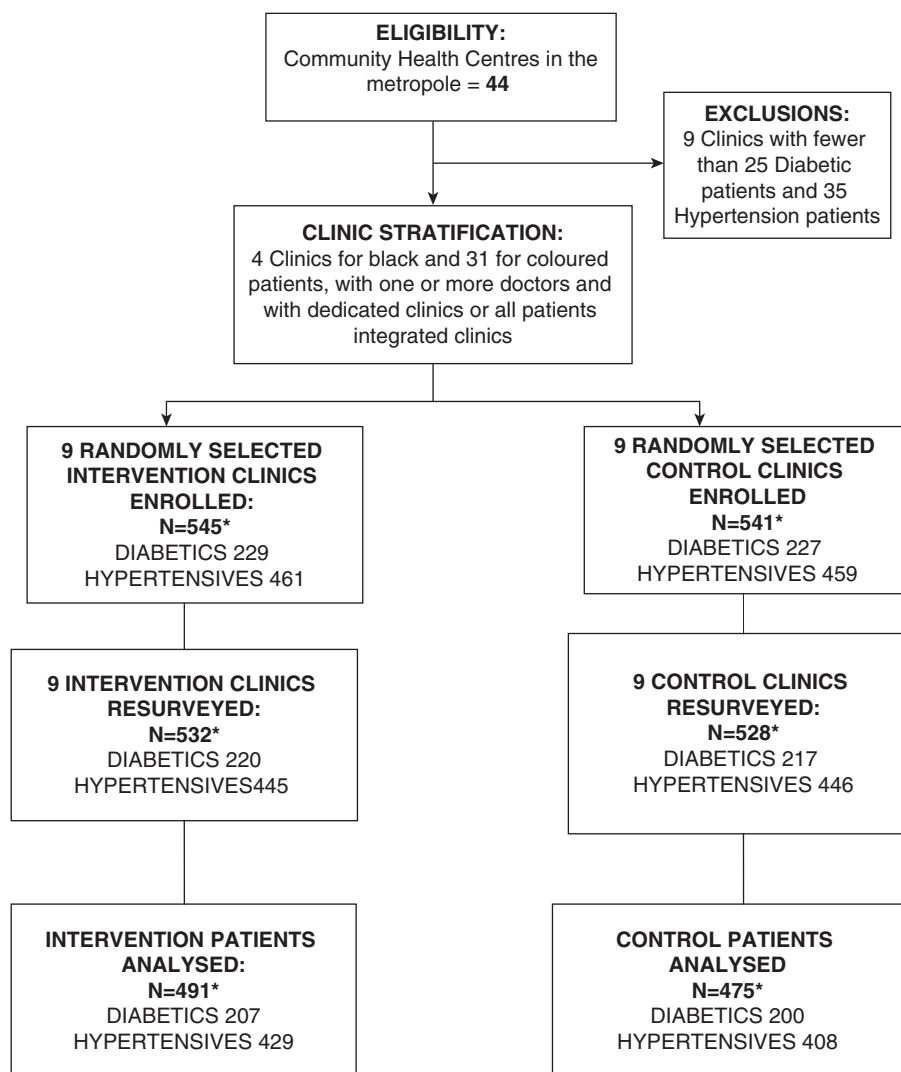 ELIGIBILITY:
Community Health Centres in the
metropole = 44
EXCLUSIONS:
9 Clinics with fewer
than 25 Diabetic
patients and 35
Hypertension patients
CLINIC STRATIFICATION:
4 Clinics for black and 31 for coloured
patients, with one or more doctors and
with dedicated clinics or all patients
integrated clinics
9 RANDOMLY SELECTED
INTERVENTION CLINICS
ENROLLED:
N=545*
DIABETICS 229
HYPERTENSIVES 461
9 RANDOMLY SELECTED
CONTROL CLINICS
ENROLLED
N=541*
DIABETICS 227
HYPERTENSIVES 459
9 INTERVENTION CLINICS
RESURVEYED:
N=532*
DIABETICS 220
HYPERTENSIVES445
9 CONTROL CLINICS
RESURVEYED:
N=528*
DIABETICS 217
HYPERTENSIVES 446
INTERVENTION PATIENTS
ANALYSED:
N=491*
DIABETICS 207
HYPERTENSIVES 429
CONTROL PATIENTS
ANALYSED
N=475*
DIABETICS 200
HYPERTENSIVES 408